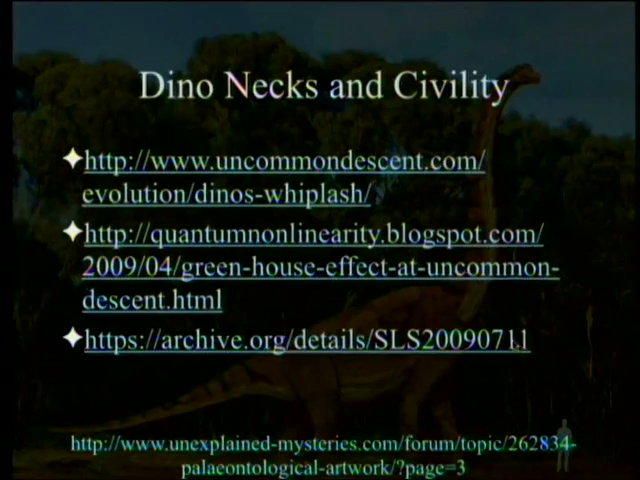 Dino Necks and Civility
http://www.uncommondescent.com/
evolution/dinos-whiplash/
http://quantumnonlinearity.blogspot.com/
2009/04/green-house-effect-at-uncommon-
descent.html
https://archive.org/details/SLS20090711
http://www.unexplained-mysteries.com/forum/topic/262834-
palaeontological-artwork/?page=3